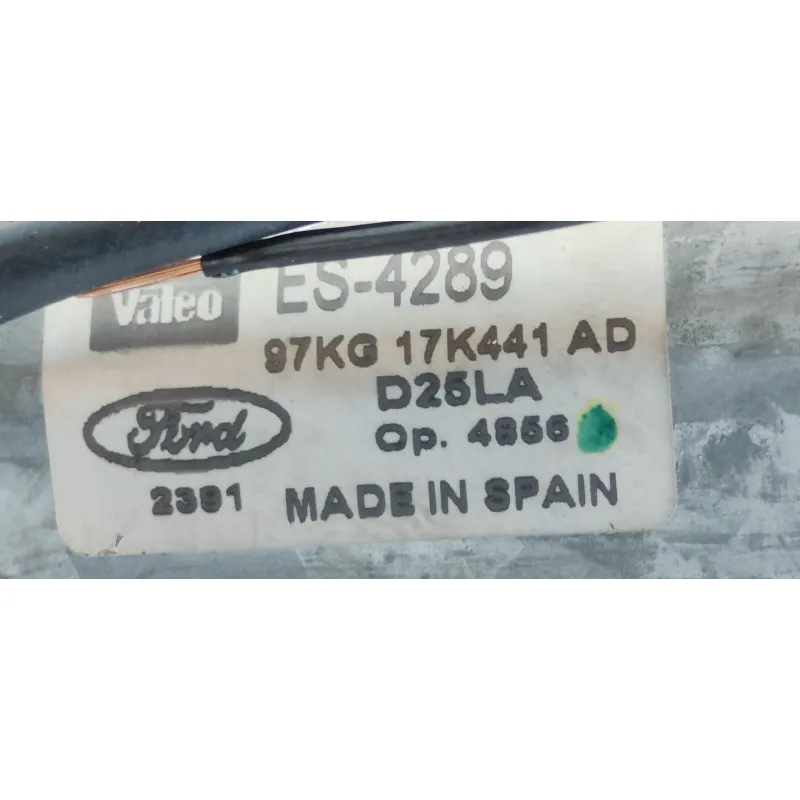 Valeo ES-4289
97KG 17K441 AD
D25LA
Ford Op. 4856
2391 MADE IN SPAIN